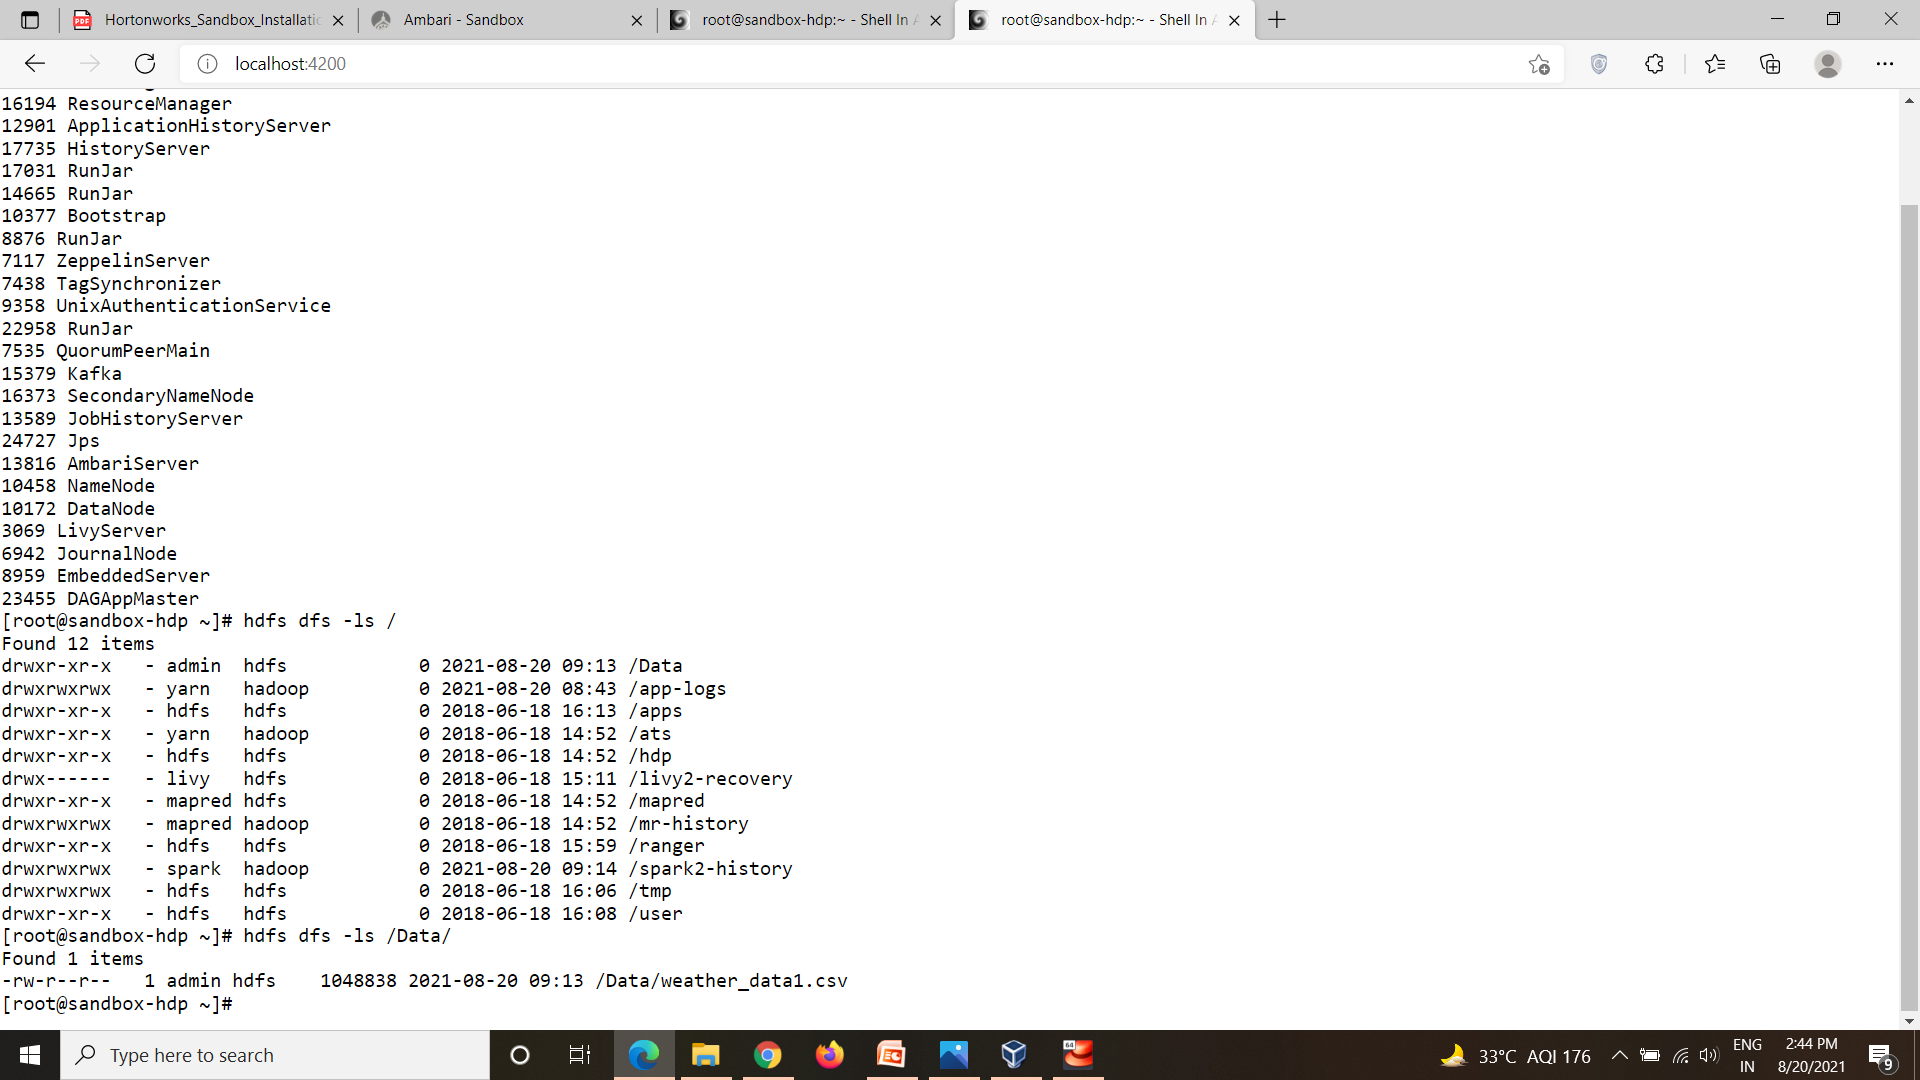 Hortonworks_Sandbox_Installatio
Ambari - Sandbox
root@sandbox-hdp:~ - Shell In A
root@sandbox-hdp:~ - Shell In A
localhost:4200
16194 ResourceManager
12901 ApplicationHistoryServer
17735 HistoryServer
17031 RunJar
14665 RunJar
10377 Bootstrap
8876 RunJar
7117 ZeppelinServer
7438 TagSynchronizer
9358 UnixAuthenticationService
22958 RunJar
7535 QuorumPeerMain
15379 Kafka
16373 SecondaryNameNode
13589 JobHistoryServer
24727 Jps
13816 AmbariServer
10458 NameNode
10172 DataNode
3069 LivyServer
6942 JournalNode
8959 EmbeddedServer
23455 DAGAppMaster
[root@sandbox-hdp ~]# hdfs dfs -ls /
Found 12 items
drwxr-xr-x   - admin  hdfs          0 2021-08-20 09:13 /Data
drwxrwxrwx   - yarn   hadoop          0 2021-08-20 08:43 /app-logs
drwxr-xr-x   - hdfs   hdfs          0 2018-06-18 16:13 /apps
drwxr-xr-x   - yarn   hadoop          0 2018-06-18 14:52 /ats
drwxr-xr-x   - hdfs   hdfs          0 2018-06-18 14:52 /hdp
drwx------   - livy   hdfs          0 2018-06-18 15:11 /livy2-recovery
drwxr-xr-x   - mapred hdfs          0 2018-06-18 14:52 /mapred
drwxrwxrwx   - mapred hadoop          0 2018-06-18 14:52 /mr-history
drwxr-xr-x   - hdfs   hdfs          0 2018-06-18 15:59 /ranger
drwxrwxrwx   - spark  hadoop          0 2021-08-20 09:14 /spark2-history
drwxrwxrwx   - hdfs   hdfs          0 2018-06-18 16:06 /tmp
drwxr-xr-x   - hdfs   hdfs          0 2018-06-18 16:08 /user
[root@sandbox-hdp ~]# hdfs dfs -ls /Data/
Found 1 items
-rw-r--r--   1 admin hdfs    1048838 2021-08-20 09:13 /Data/weather_data1.csv
[root@sandbox-hdp ~]#
Type here to search
64
33°C AQI 176
ENG
IN
2:44 PM
8/20/2021
9